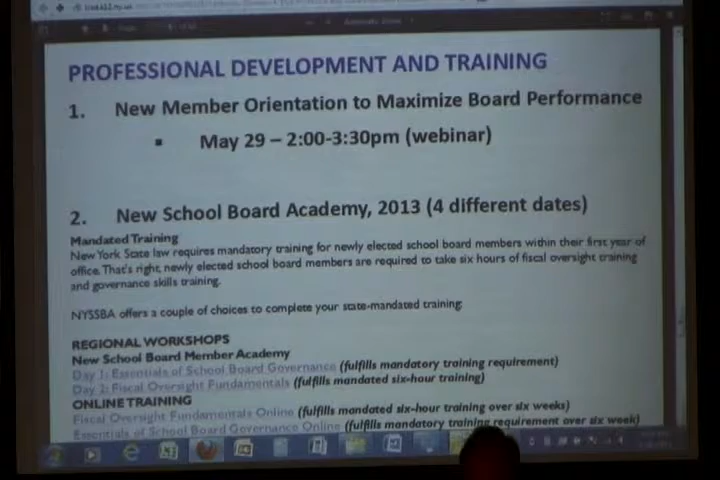 PROFESSIONAL DEVELOPMENT AND TRAINING
1. New Member Orientation to Maximize Board Performance
▪ May 29 – 2:00-3:30pm (webinar)
2. New School Board Academy, 2013 (4 different dates)
Mandated Training
New York State law requires mandatory training for newly elected school board members within their first year of
office. That's right, newly elected school board members are required to take six hours of fiscal oversight training
and governance skills training.
NYSSBA offers a couple of choices to complete your state-mandated training:
REGIONAL WORKSHOPS
New School Board Member Academy
Day 1: Essentials of School Board Governance (fulfills mandatory training requirement)
Day 2: Fiscal Oversight Fundamentals (fulfills mandated six-hour training)
ONLINE TRAINING
Fiscal Oversight Fundamentals Online (fulfills mandated six-hour training over six weeks)
Essentials of School Board Governance Online (fulfills mandatory training requirement over six week)